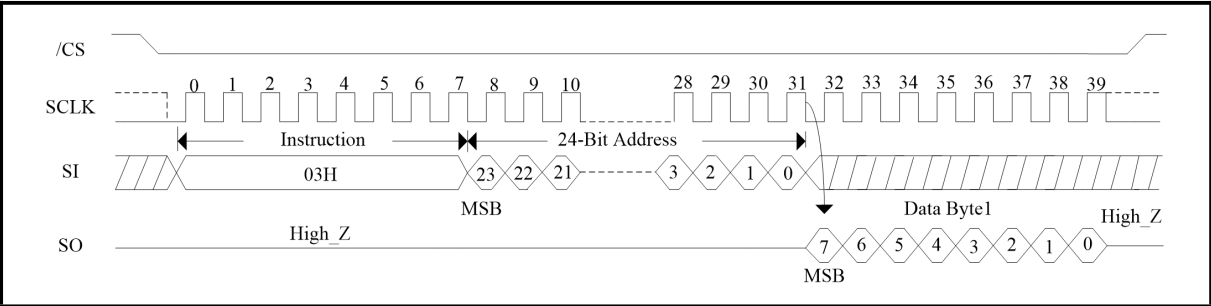 /CS
0 1 2 3 4 5 6 7 8 9 10 28 29 30 31 32 33 34 35 36 37 38 39
SCLK
Instruction 24-Bit Address
SI 03H 23 22 21 3 2 1 0
MSB Data Byte1 High_Z
High_Z
SO 7 6 5 4 3 2 1 0
MSB